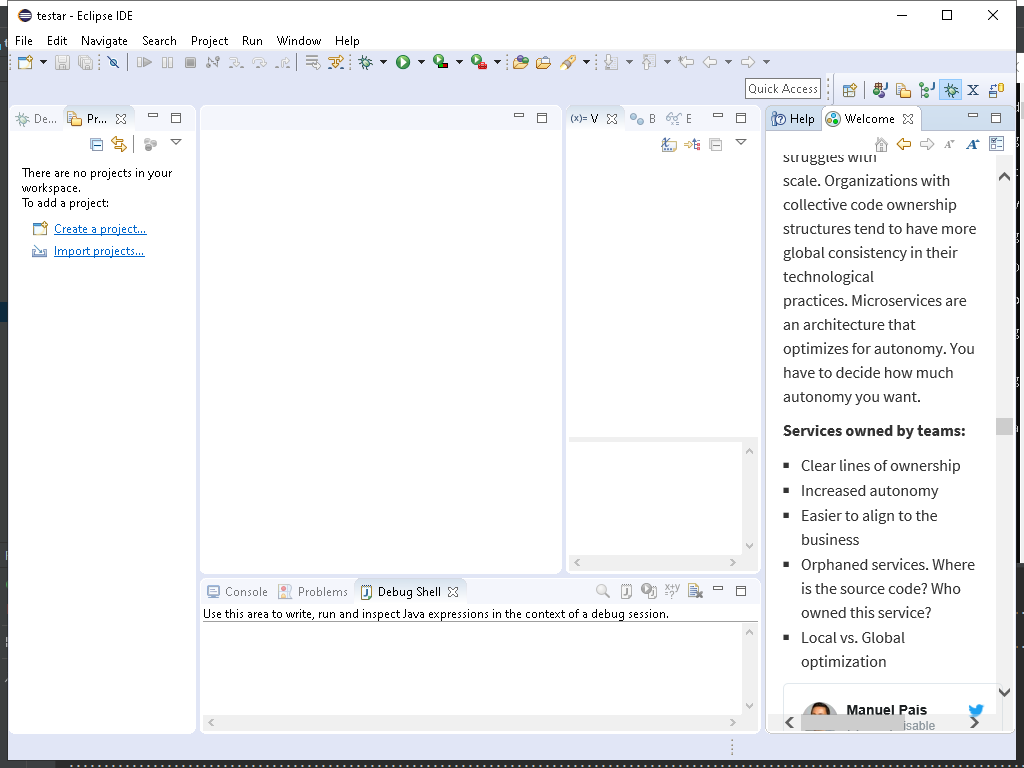 testar - Eclipse IDE
File Edit Navigate Search Project Run Window Help
Quick Access
De...
Pr...
There are no projects in your
workspace.
To add a project:
Create a project...
Import projects...
(x)= V
B
E
Console
Problems
Debug Shell
Use this area to write, run and inspect Java expressions in the context of a debug session.
Help
Welcome
struggles with
scale. Organizations with
collective code ownership
structures tend to have more
global consistency in their
technological
practices. Microservices are
an architecture that
optimizes for autonomy. You
have to decide how much
autonomy you want.
Services owned by teams:
▪ Clear lines of ownership
▪ Increased autonomy
▪ Easier to align to the
business
▪ Orphaned services. Where
is the source code? Who
owned this service?
▪ Local vs. Global
optimization
Manuel Pais